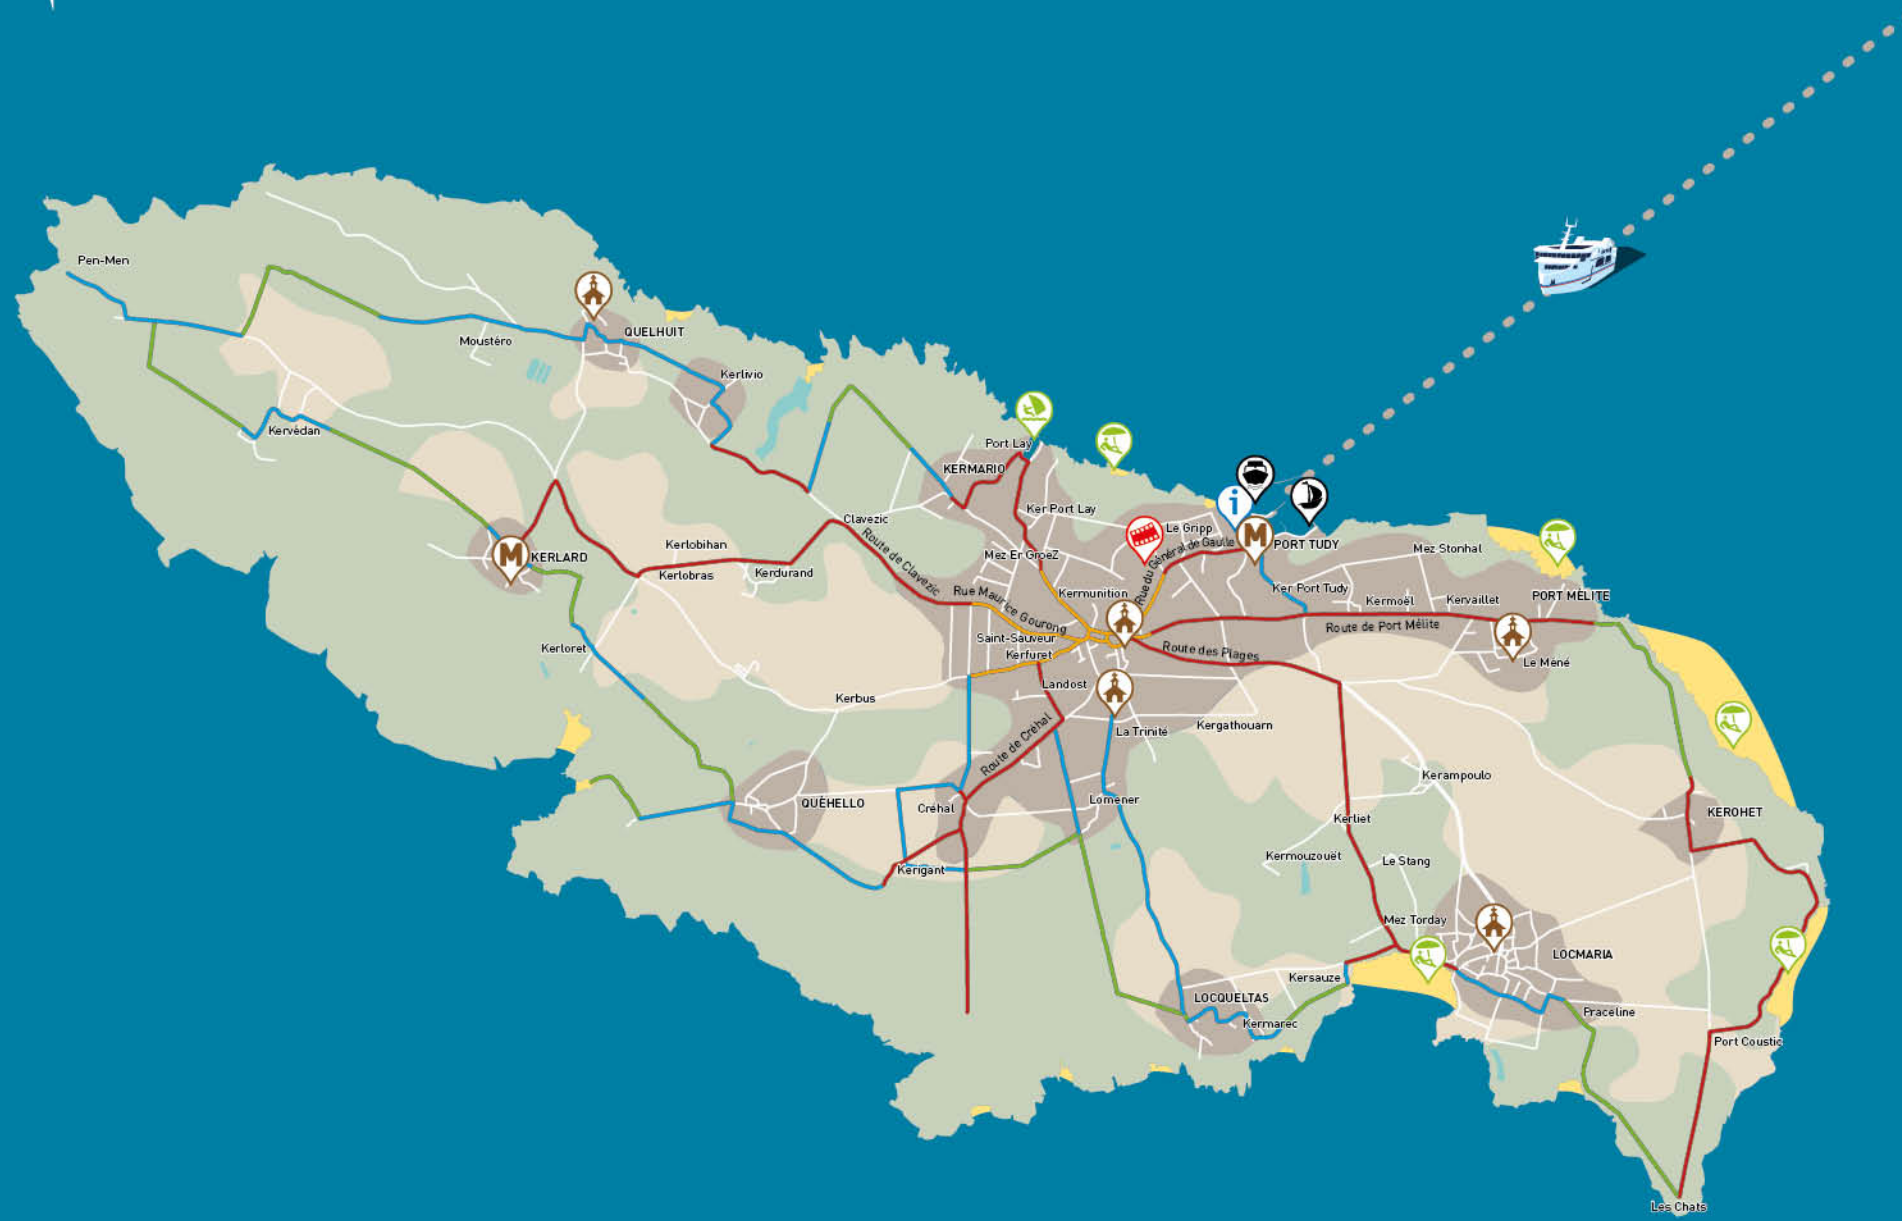 Pen-Men
QUELHUIT
Moustéro
Kerlivio
Kervédan
Port Lay
KERMARIO
Ker Port Lay
Clavezic
Route de Clavezic
Le Gripp
Rue du Général de Gaulle
M
PORT TUDY
i
Mez Stonhal
M
KERLARD
Kerlobihan
Kerlobras
Kerdurand
Mez Er GroeZ
Rue Maurice Gourong
Kermunition
Ker Port Tudy
Kermoël
Kervaillet
PORT MÉLITE
Route de Port Mélite
Saint-Sauveur
Kerfuret
Route des Plages
Le Méné
Kerloret
Kerbus
Landost
La Trinité
Kergathouarn
Route de Créhal
QUÉHELLO
Créhal
Lomener
Kerampoulo
Kerliet
KEROHET
Kermouzouët
Le Stang
Kerigant
Mez Torday
LOCMARIA
Kersauze
LOCQUELTAS
Kermarec
Praceline
Port Coustic
Les Chats